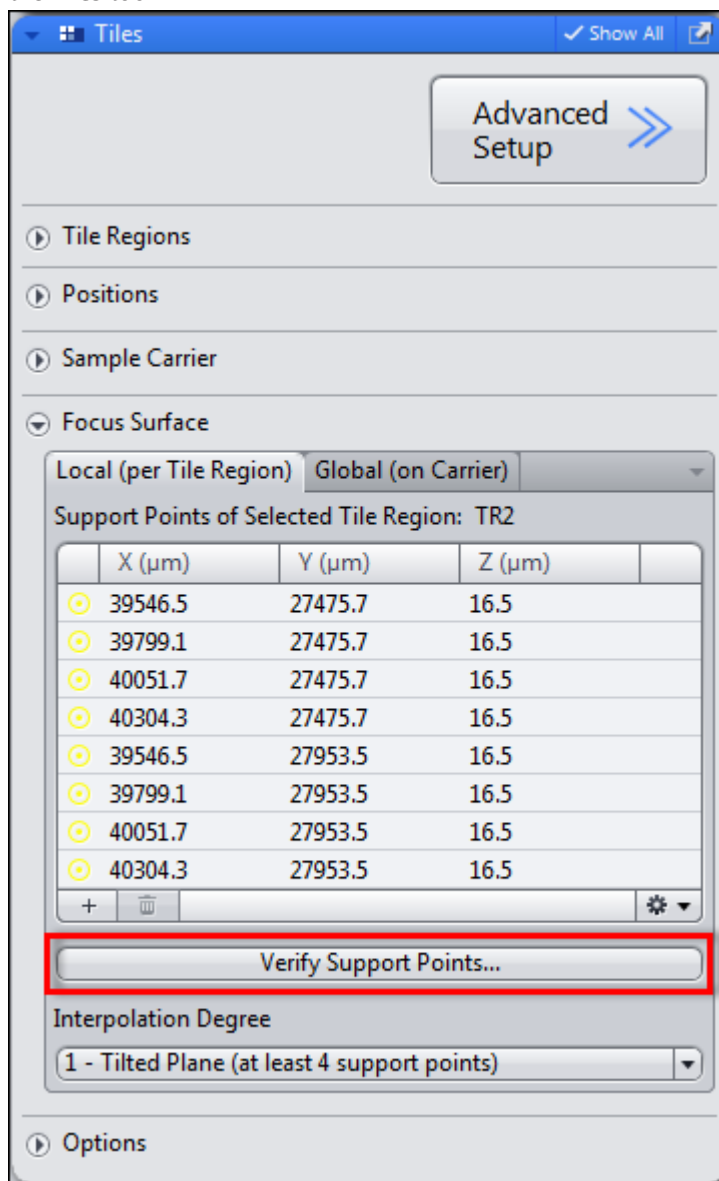 Tiles Show All
Advanced
Setup
Tile Regions
Positions
Sample Carrier
Focus Surface
Local (per Tile Region) Global (on Carrier)
Support Points of Selected Tile Region: TR2
X (µm) Y (µm) Z (µm)
39546.5 27475.7 16.5
39799.1 27475.7 16.5
40051.7 27475.7 16.5
40304.3 27475.7 16.5
39546.5 27953.5 16.5
39799.1 27953.5 16.5
40051.7 27953.5 16.5
40304.3 27953.5 16.5
+
Verify Support Points...
Interpolation Degree
1 - Tilted Plane (at least 4 support points)
Options